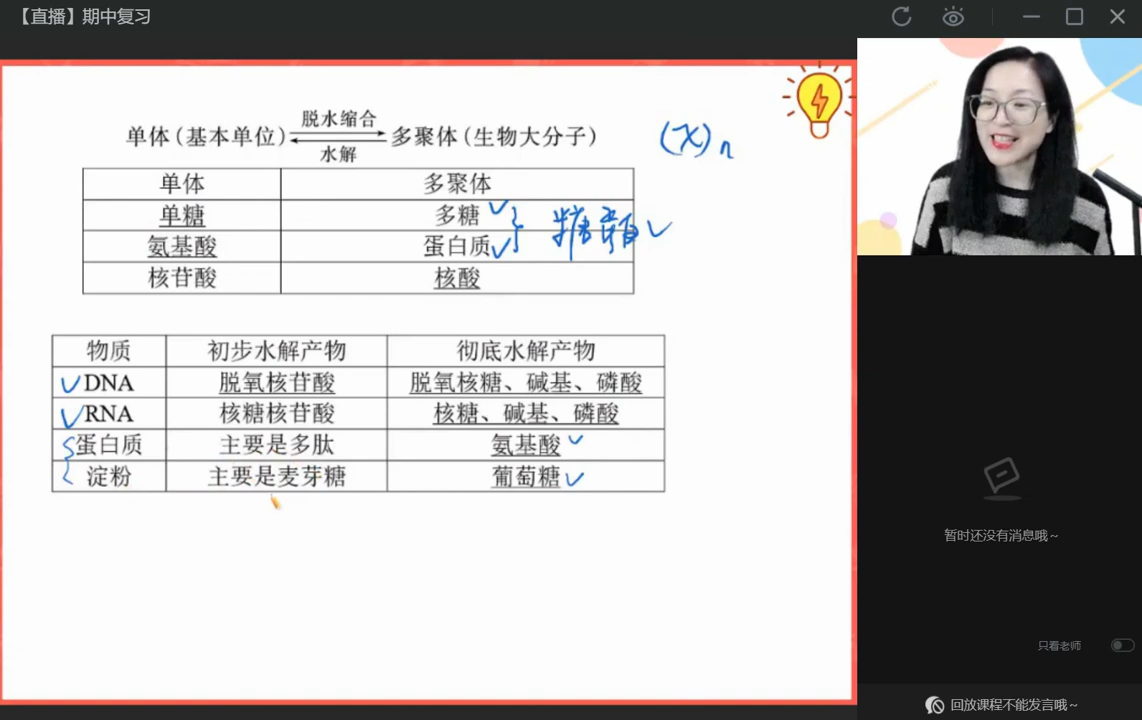 【直播】期中复习
单体(基本单位) 脱水缩合 水解 多聚体(生物大分子) (X)n
单体 多聚体
单糖 多糖
氨基酸 蛋白质
核苷酸 核酸
物质 初步水解产物 彻底水解产物
DNA 脱氧核苷酸 脱氧核糖、碱基、磷酸
RNA 核糖核苷酸 核糖、碱基、磷酸
蛋白质 主要是多肽 氨基酸
淀粉 主要是麦芽糖 葡萄糖
暂时还没有消息哦~
只看老师
回放课程不能发言哦~